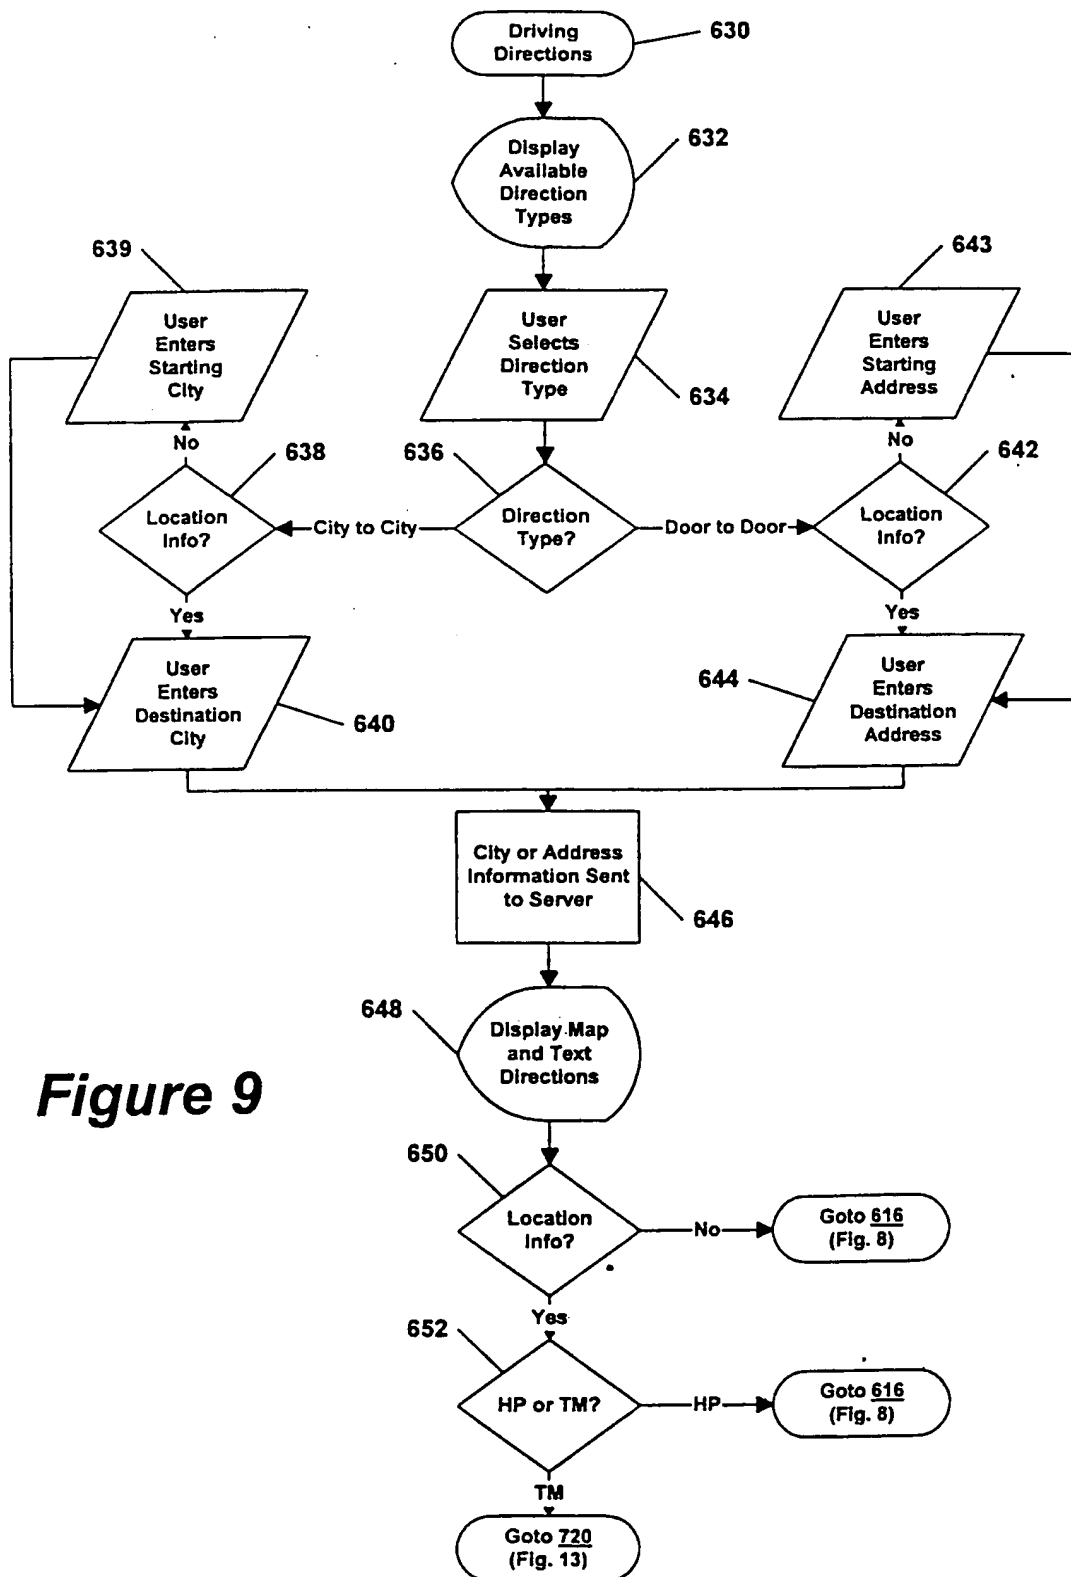 Driving
Directions
630
Display
Available
Direction
Types
632
639
643
User
Enters
Starting
City
User
Selects
Direction
Type
634
User
Enters
Starting
Address
No
638
636
No
642
Location
Info?
City to City
Direction
Type?
Door to Door
Location
Info?
Yes
Yes
User
Enters
Destination
City
640
644
User
Enters
Destination
Address
City or Address
Information Sent
to Server
646
648
Display Map
and Text
Directions
Figure 9
650
Location
Info?
No
Goto 616
(Fig. 8)
Yes
652
HP or TM?
HP
Goto 616
(Fig. 8)
TM
Goto 720
(Fig. 13)